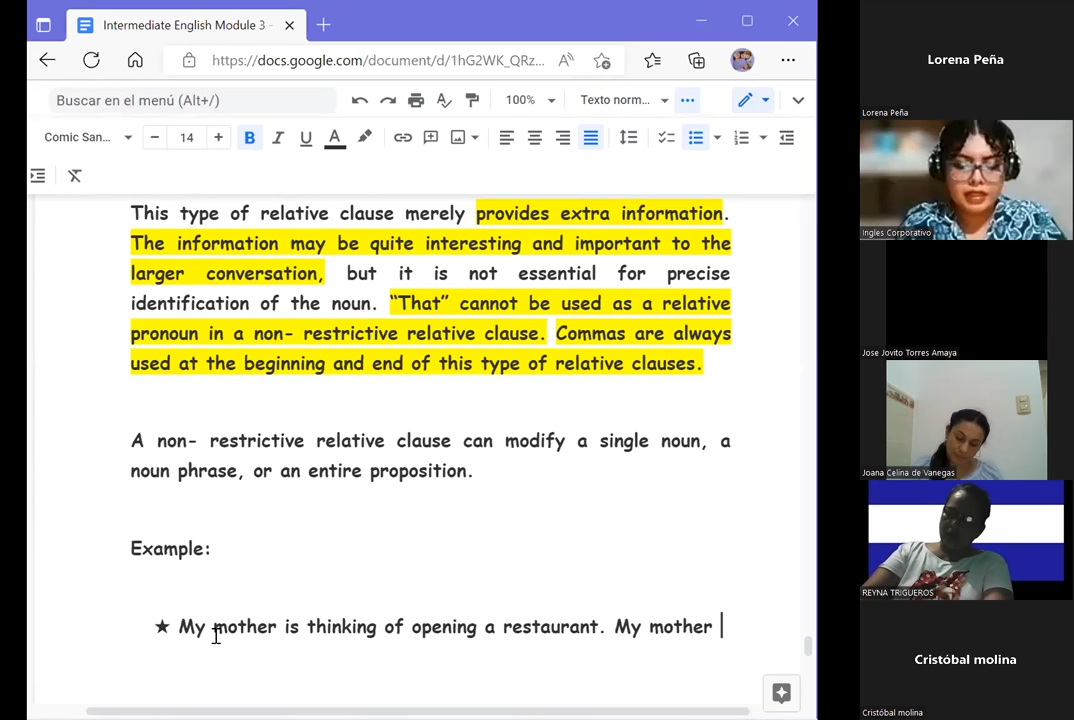 Intermediate English Module 3 -
https://docs.google.com/document/d/1hG2WK_QRz...
Buscar en el menú (Alt+/)
100%
Texto norm...
Comic San...
14
B I U A
This type of relative clause merely provides extra information.
The information may be quite interesting and important to the
larger conversation, but it is not essential for precise
identification of the noun. “That” cannot be used as a relative
pronoun in a non- restrictive relative clause. Commas are always
used at the beginning and end of this type of relative clauses.
A non- restrictive relative clause can modify a single noun, a
noun phrase, or an entire proposition.
Example:
★ My mother is thinking of opening a restaurant. My mother
Lorena Peña
Lorena Peña
Ingles Corporativo
Jose Jovito Torres Amaya
Joana Celina de Vanegas
REYNA TRIGUEROS
Cristóbal molina
Cristóbal molina